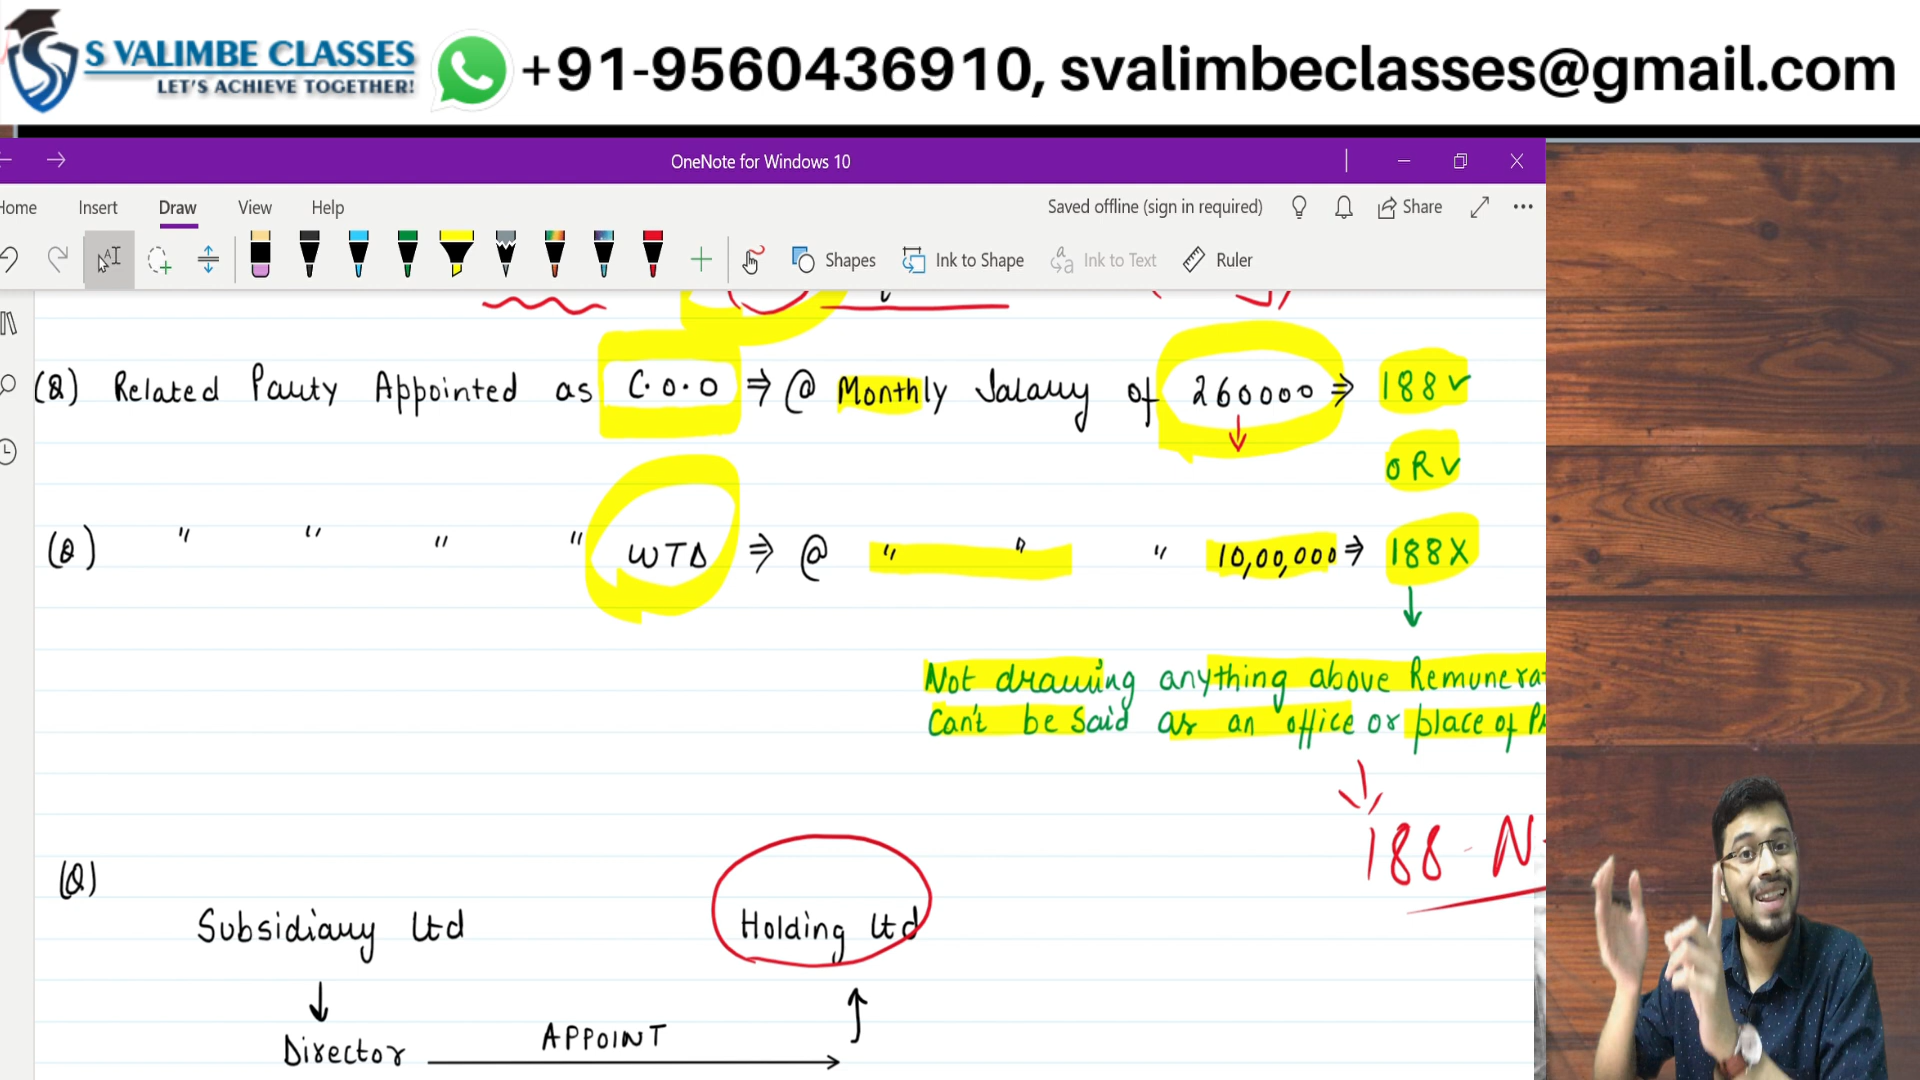 S VALIMBE CLASSES
LET'S ACHIEVE TOGETHER!
+91-9560436910, svalimbeclasses@gmail.com
OneNote for Windows 10
Home Insert Draw View Help
Saved offline (sign in required) Share
Shapes Ink to Shape Ink to Text Ruler
(Q) Related Party Appointed as C.O.O ⇒ @ Monthly Salary of 260000 ⇒ 188✓
OR✓
(Q) " " " " WTD ⇒ @ " " " 10,00,000 ⇒ 188X
Not drawing anything above Remunera
Can't be Said as an office or place of
188 - N
(Q)
Subsidiary Ltd Holding Ltd
Director APPOINT